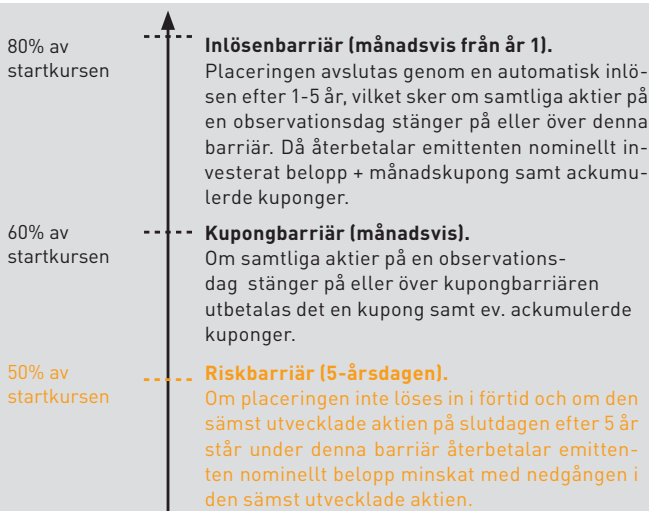 80% av
startkursen
Inlösenbarriär (månadsvis från år 1).
Placeringen avslutas genom en automatisk inlö-
sen efter 1-5 år, vilket sker om samtliga aktier på
en observationsdag stänger på eller över denna
barriär. Då återbetalar emittenten nominellt in-
vesterat belopp + månadskupong samt ackumu-
lerde kuponger.
60% av
startkursen
Kupongbarriär (månadsvis).
Om samtliga aktier på en observations-
dag stänger på eller över kupongbarriären
utbetalas det en kupong samt ev. ackumulerde
kuponger.
50% av
startkursen
Riskbarriär (5-årsdagen).
Om placeringen inte löses in i förtid och om den
sämst utvecklade aktien på slutdagen efter 5 år
står under denna barriär återbetalar emitten-
ten nominellt belopp minskat med nedgången i
den sämst utvecklade aktien.